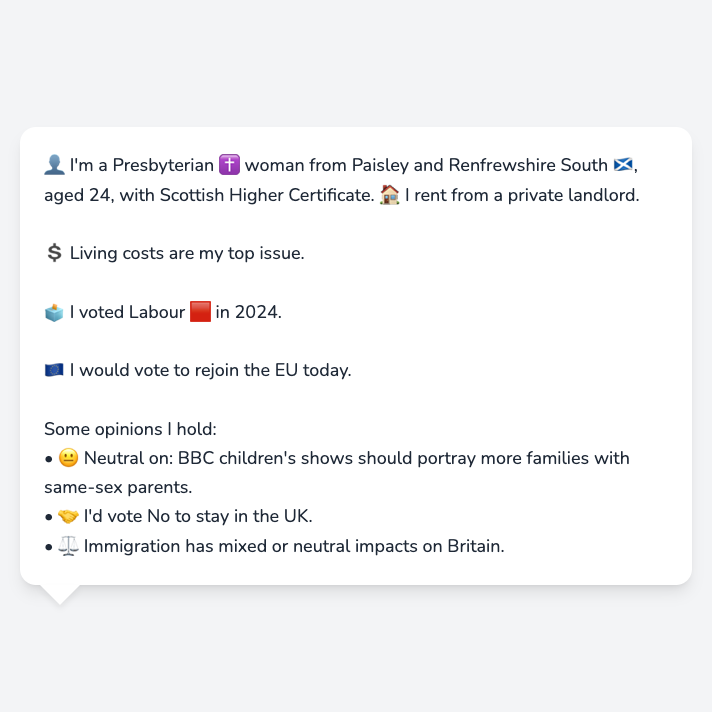 👤 I'm a Presbyterian ✝️ woman from Paisley and Renfrewshire South 🏴󠁧󠁢󠁳󠁣󠁴󠁿,
aged 24, with Scottish Higher Certificate. 🏠 I rent from a private landlord.
💲 Living costs are my top issue.
🗳️ I voted Labour 🟥 in 2024.
🇪🇺 I would vote to rejoin the EU today.
Some opinions I hold:
• 😐 Neutral on: BBC children's shows should portray more families with
same-sex parents.
• 🤝 I'd vote No to stay in the UK.
• ⚖️ Immigration has mixed or neutral impacts on Britain.